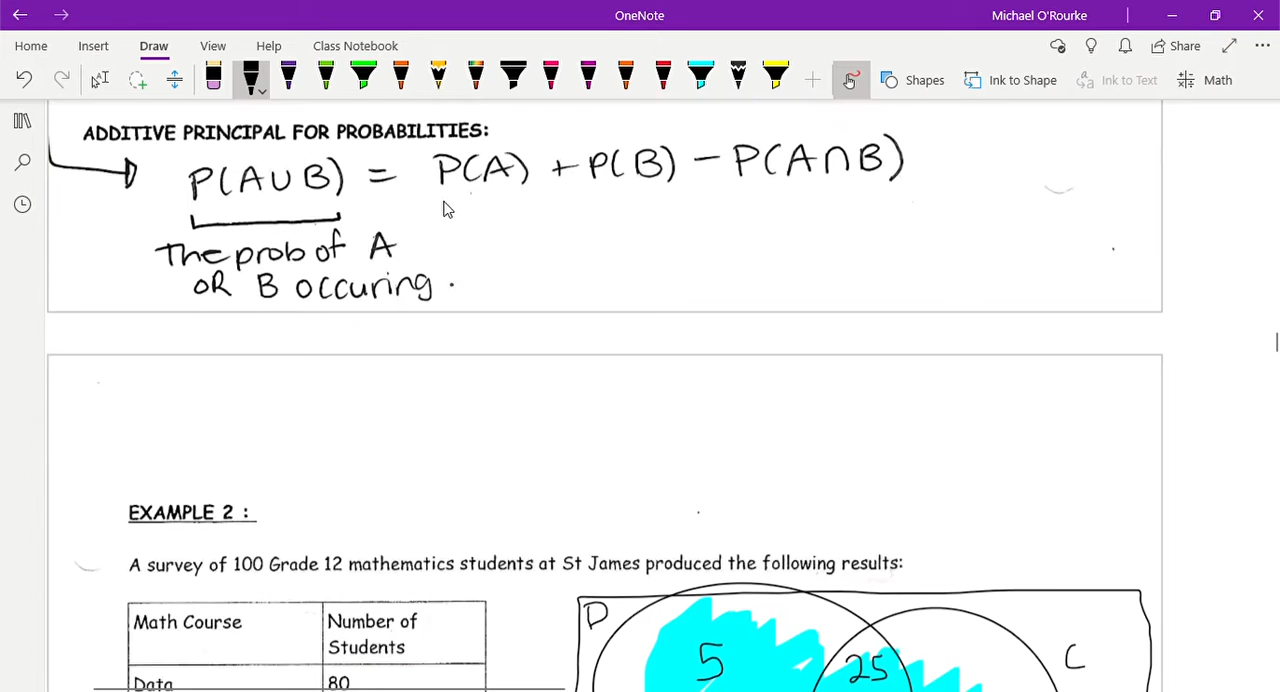 OneNote
Michael O'Rourke
Home Insert Draw View Help Class Notebook Share
Shapes Ink to Shape Ink to Text Math
ADDITIVE PRINCIPAL FOR PROBABILITIES:
P(A∪B) = P(A) + P(B) - P(A∩B)
The prob of A
OR B occuring.
EXAMPLE 2 :
A survey of 100 Grade 12 mathematics students at St James produced the following results:
Math Course Number of
Students
Data 80
D
5
25
C